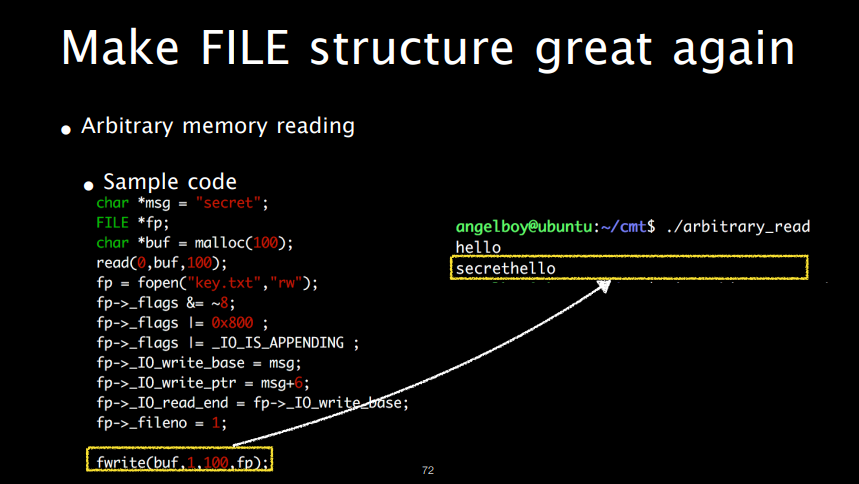 Make FILE structure great again
• Arbitrary memory reading
• Sample code
char *msg = "secret";
FILE *fp;
char *buf = malloc(100);
read(0,buf,100);
fp = fopen("key.txt","rw");
fp->_flags &= ~8;
fp->_flags |= 0x800 ;
fp->_flags |= _IO_IS_APPENDING ;
fp->_IO_write_base = msg;
fp->_IO_write_ptr = msg+6;
fp->_IO_read_end = fp->_IO_write_base;
fp->_fileno = 1;
fwrite(buf,1,100,fp);
angelboy@ubuntu:~/cmt$ ./arbitrary_read
hello
secrethello
72